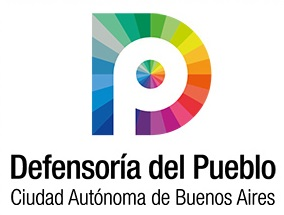 Defensoría del Pueblo
Ciudad Autónoma de Buenos Aires